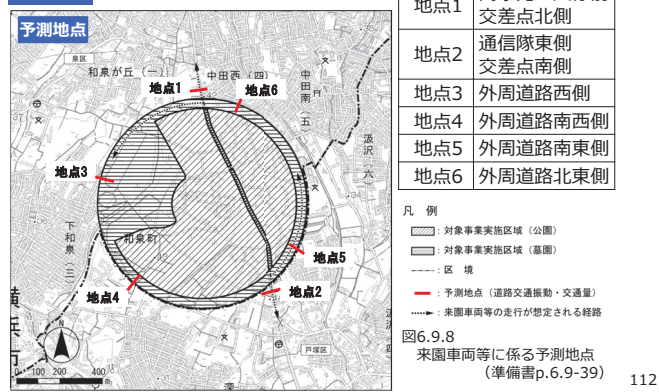 予測地点
泉区
和泉が丘(一)
中田西(四)
中田南(五)
汲沢(六)
地点1
地点6
地点3
下和泉(三)
和泉町
地点5
地点4
地点2
横浜市
戸塚区
深
N
0 200 400
m
地点1
交差点北側
地点2 通信隊東側
交差点南側
地点3 外周道路西側
地点4 外周道路南西側
地点5 外周道路南東側
地点6 外周道路北東側
凡 例
:対象事業実施区域(公園)
:対象事業実施区域(墓園)
:区 境
:予測地点(道路交通振動・交通量)
:来園車両等の走行が想定される経路
図6.9.8
来園車両等に係る予測地点
(準備書p.6.9-39)
112